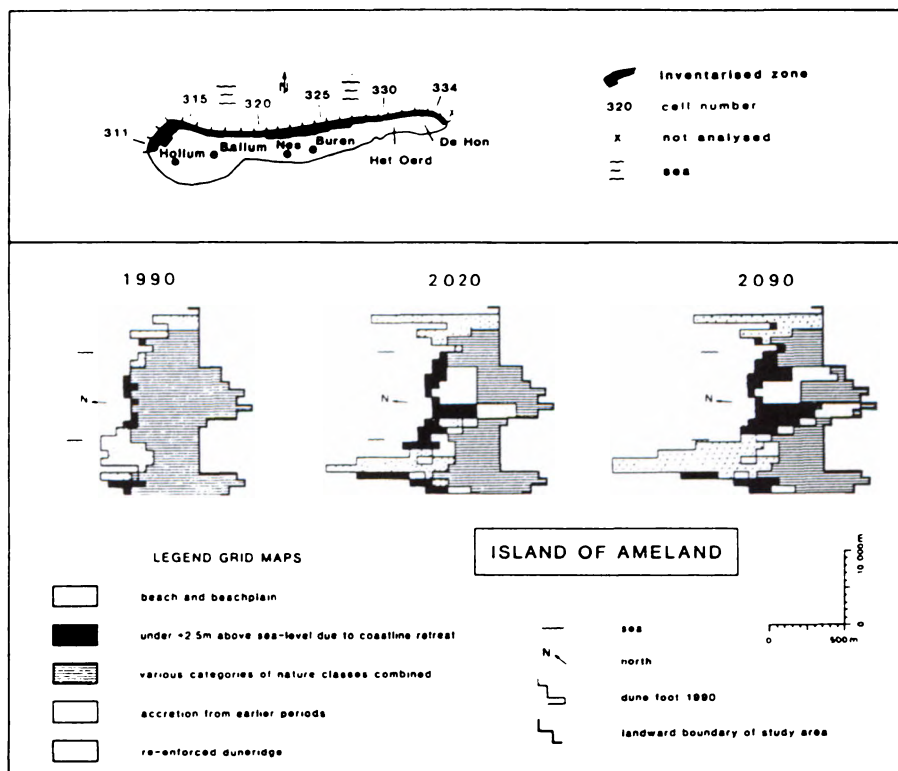 N
311
315
320
325
330
334
x
Hollum
Ballum
Nes
Buren
Het Oerd
De Hon
inventarised zone
320 cell number
x not analysed
sea
1990
2020
2090
N
N
N
LEGEND GRID MAPS
beach and beachplain
under +2.5m above sea-level due to coastline retreat
various categories of nature classes combined
accretion from earlier periods
re-enforced duneridge
ISLAND OF AMELAND
sea
N north
dune foot 1990
landward boundary of study area
10 000 m
0
0 500 m